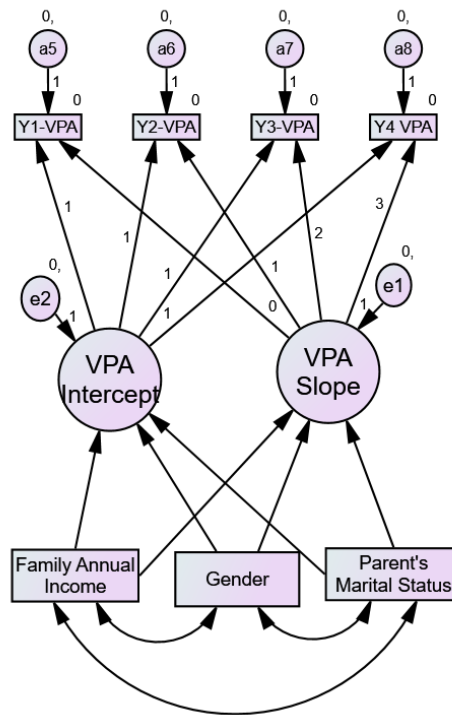 0, 0, 0, 0,
a5 a6 a7 a8
1 0 1 0 1 0 1 0
Y1-VPA Y2-VPA Y3-VPA Y4 VPA
1 1 1 1 0 1 2 3
0, 0,
e2 e1
1 1
VPA
Intercept
VPA
Slope
Family Annual
Income
Gender
Parent's
Marital Status